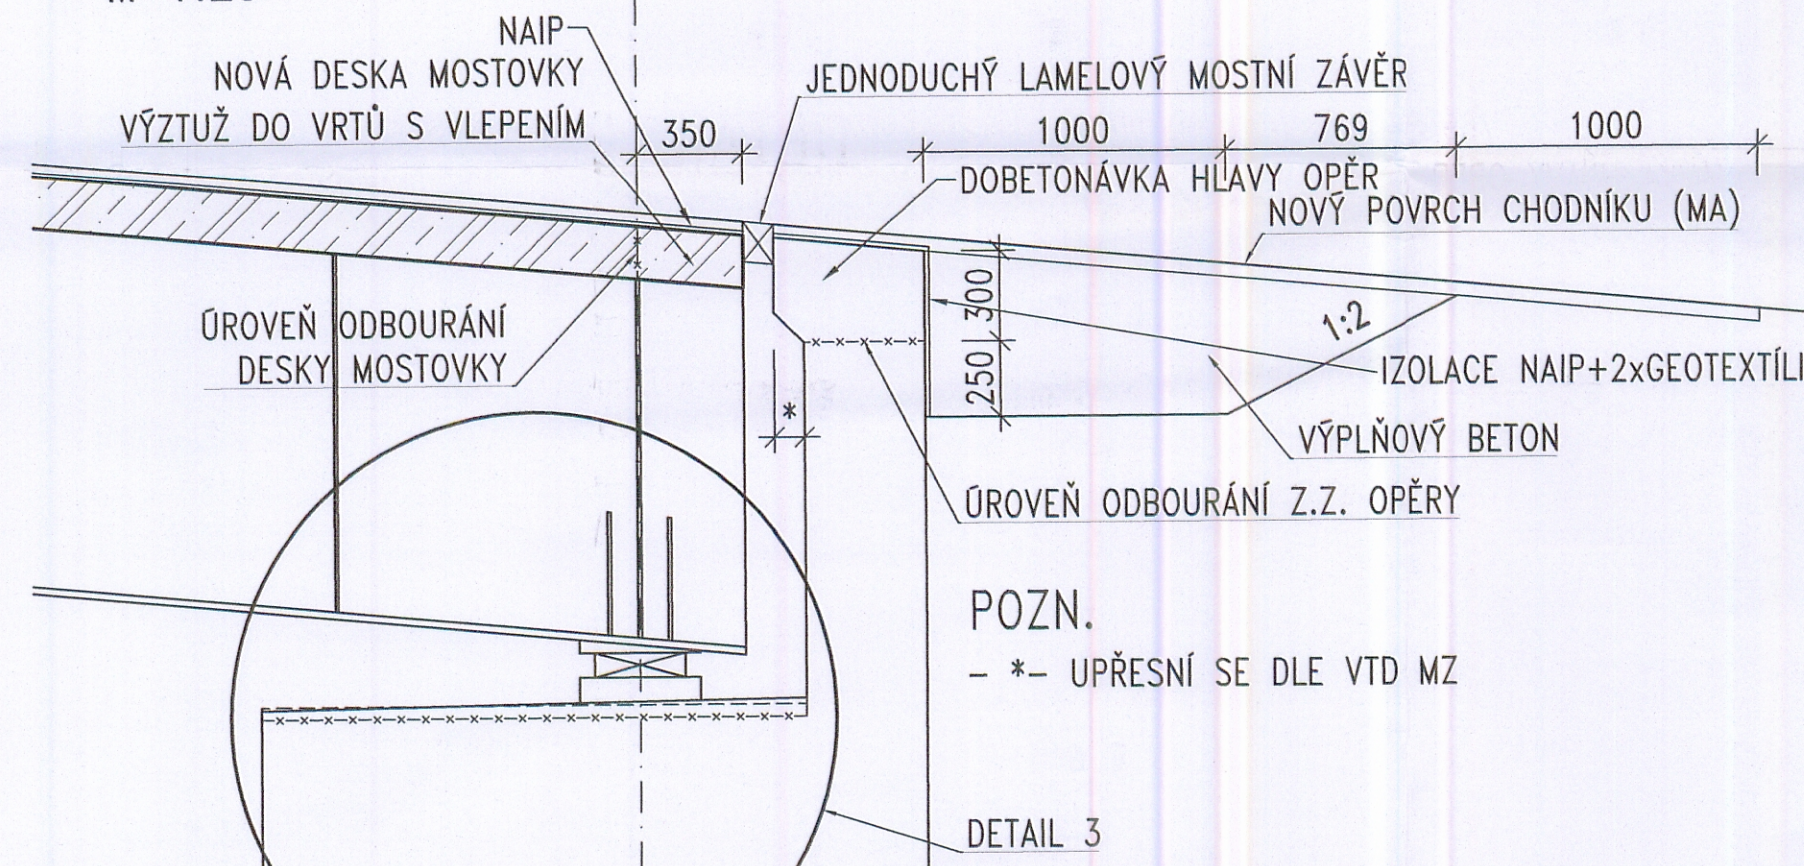 NAIP
NOVÁ DESKA MOSTOVKY
VÝZTUŽ DO VRTŮ S VLEPENÍM
JEDNODUCHÝ LAMELOVÝ MOSTNÍ ZÁVĚR
350
1000
769
1000
DOBETONÁVKA HLAVY OPĚR
NOVÝ POVRCH CHODNÍKU (MA)
ÚROVEŇ ODBOURÁNÍ
DESKY MOSTOVKY
300
250
1:2
IZOLACE NAIP+2xGEOTEXTÍLI
*
VÝPLŇOVÝ BETON
ÚROVEŇ ODBOURÁNÍ Z.Z. OPĚRY
POZN.
- *- UPŘESNÍ SE DLE VTD MZ
DETAIL 3